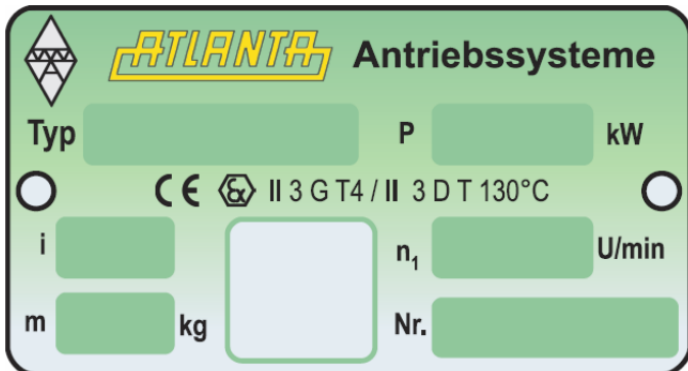 ATLANTA Antriebssysteme
Typ P kW
CE Ex II 3 G T4 / II 3 D T 130°C
i n₁ U/min
m kg Nr.